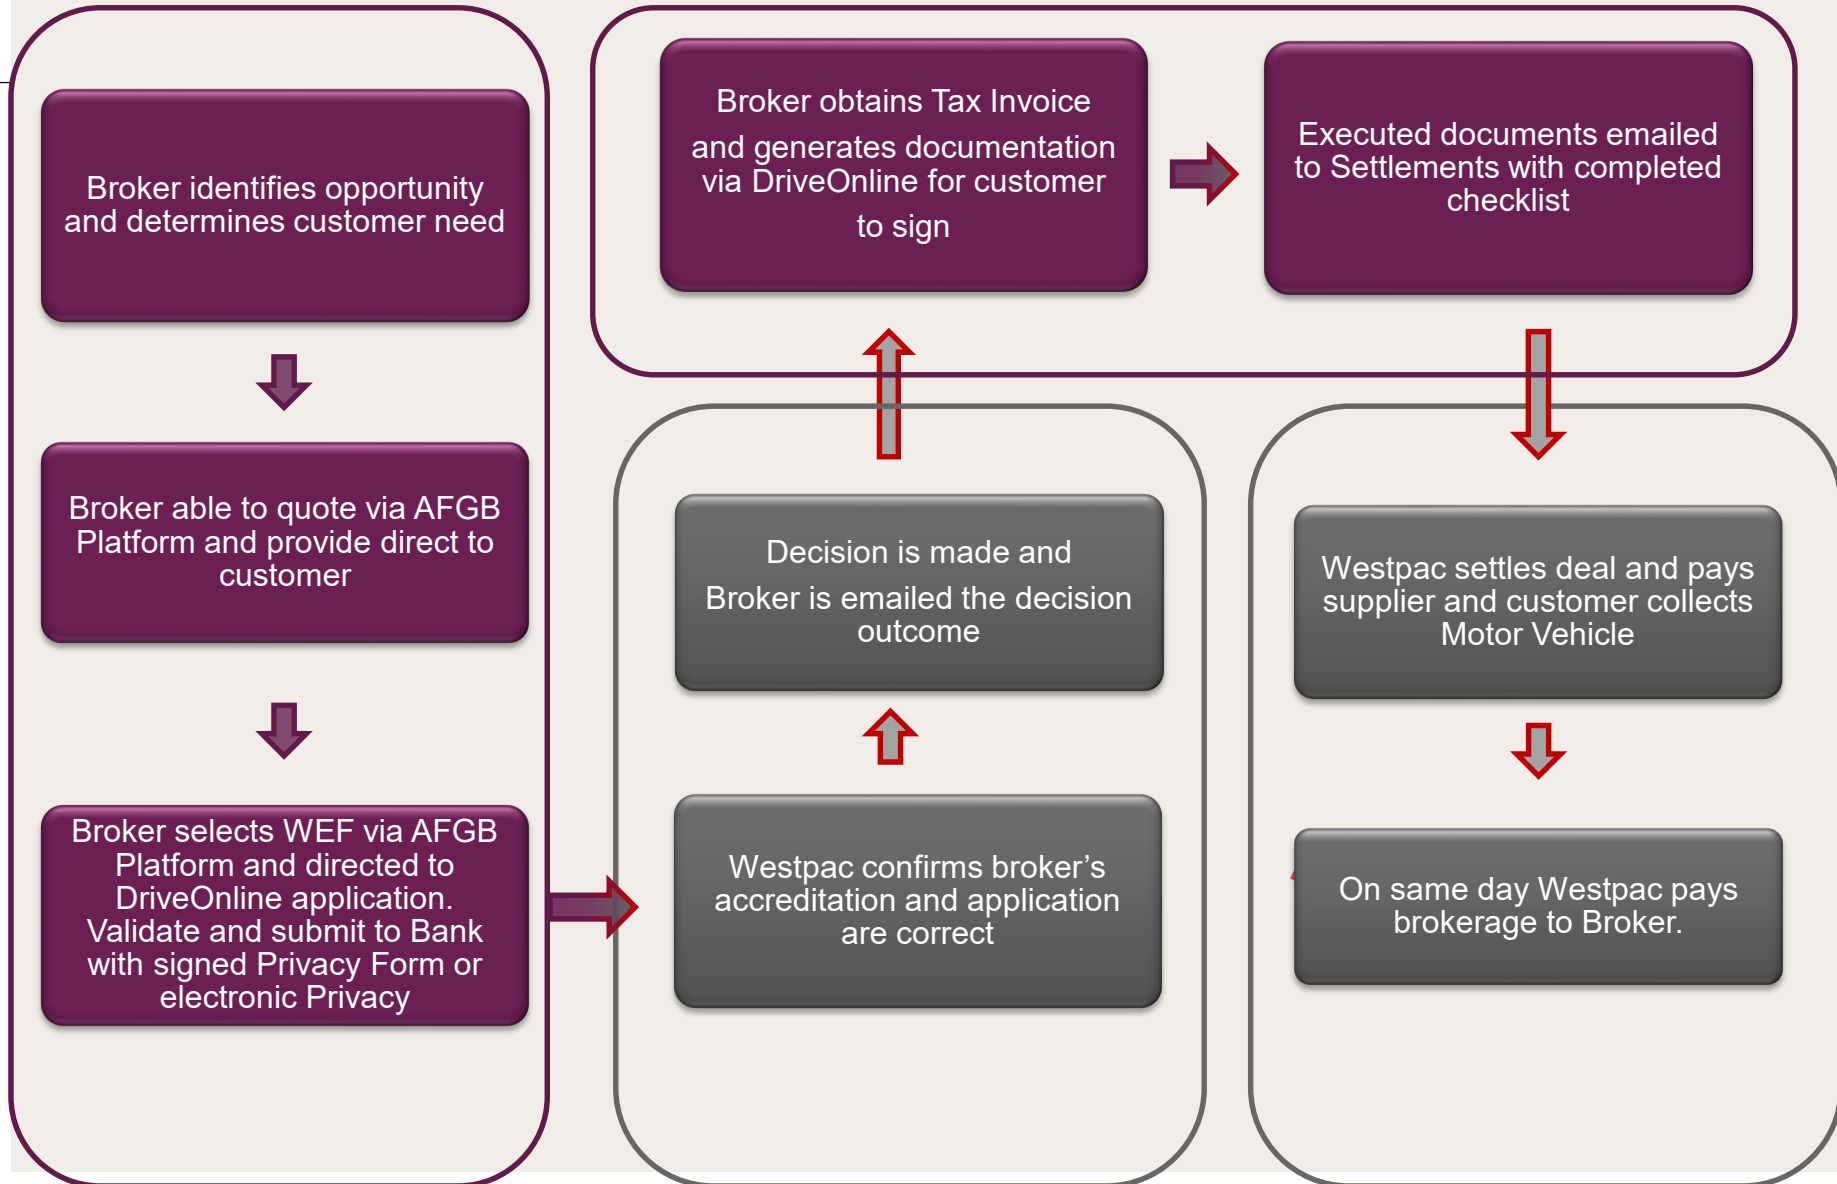 Broker identifies opportunity
and determines customer need
Broker able to quote via AFGB
Platform and provide direct to
customer
Broker selects WEF via AFGB
Platform and directed to
DriveOnline application.
Validate and submit to Bank
with signed Privacy Form or
electronic Privacy
Westpac confirms broker’s
accreditation and application
are correct
Decision is made and
Broker is emailed the decision
outcome
Broker obtains Tax Invoice
and generates documentation
via DriveOnline for customer
to sign
Executed documents emailed
to Settlements with completed
checklist
Westpac settles deal and pays
supplier and customer collects
Motor Vehicle
On same day Westpac pays
brokerage to Broker.